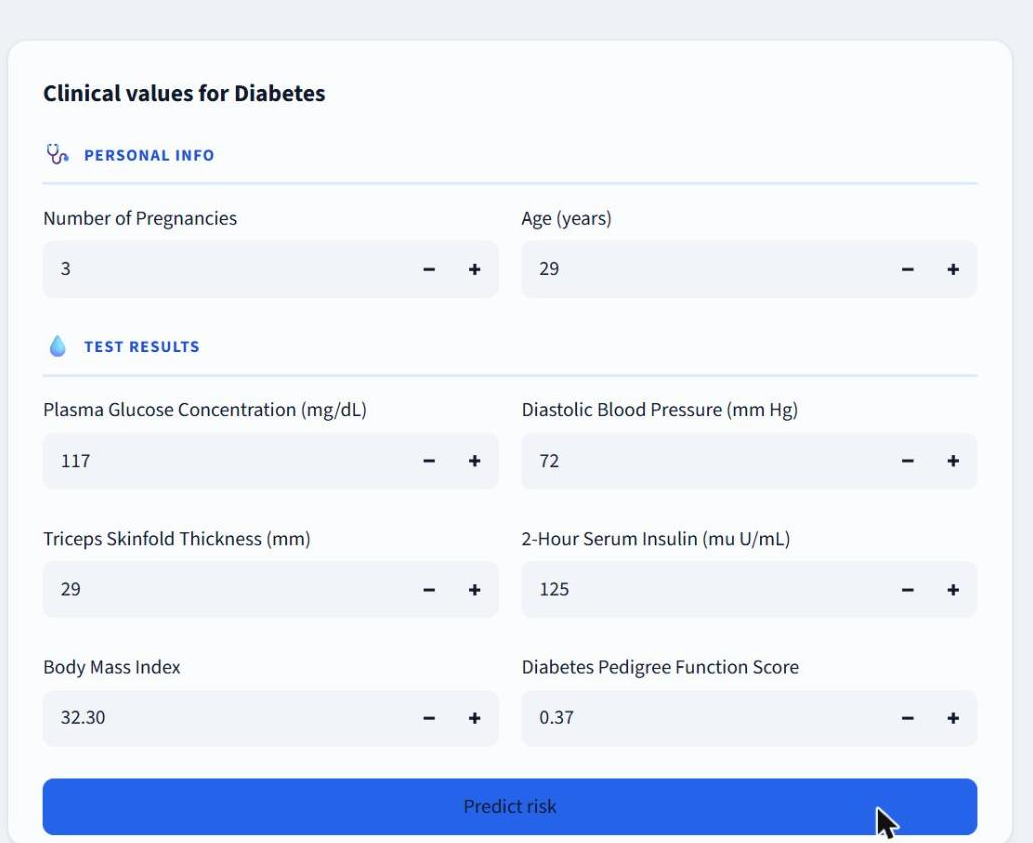 Clinical values for Diabetes
PERSONAL INFO
Number of Pregnancies
Age (years)
3
29
TEST RESULTS
Plasma Glucose Concentration (mg/dL)
Diastolic Blood Pressure (mm Hg)
117
72
Triceps Skinfold Thickness (mm)
2-Hour Serum Insulin (mu U/mL)
29
125
Body Mass Index
Diabetes Pedigree Function Score
32.30
0.37
Predict risk